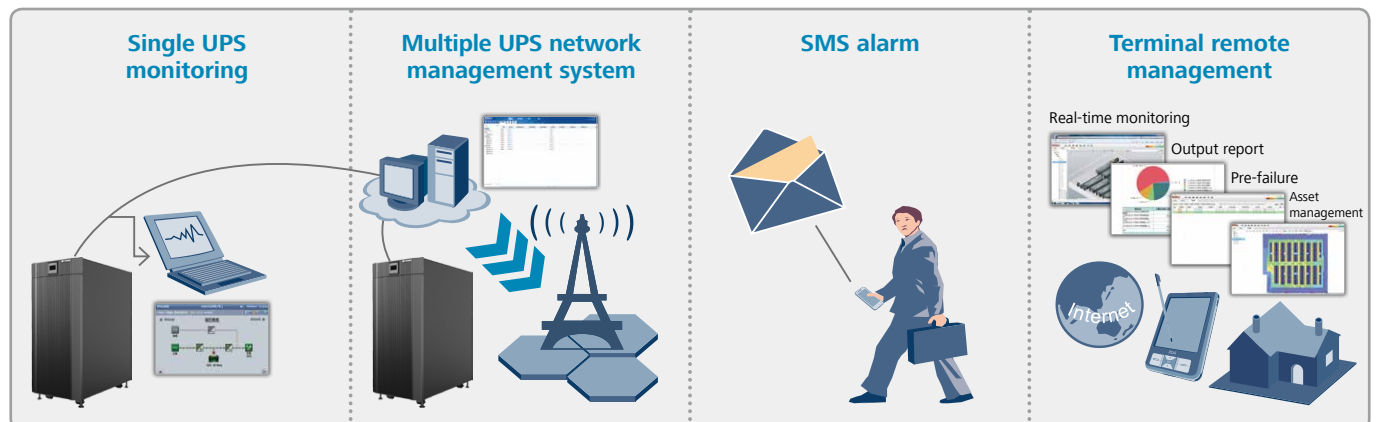 Single UPS
monitoring
Multiple UPS network
management system
SMS alarm
Terminal remote
management
Real-time monitoring
Output report
Pre-failure
Asset
management
Internet